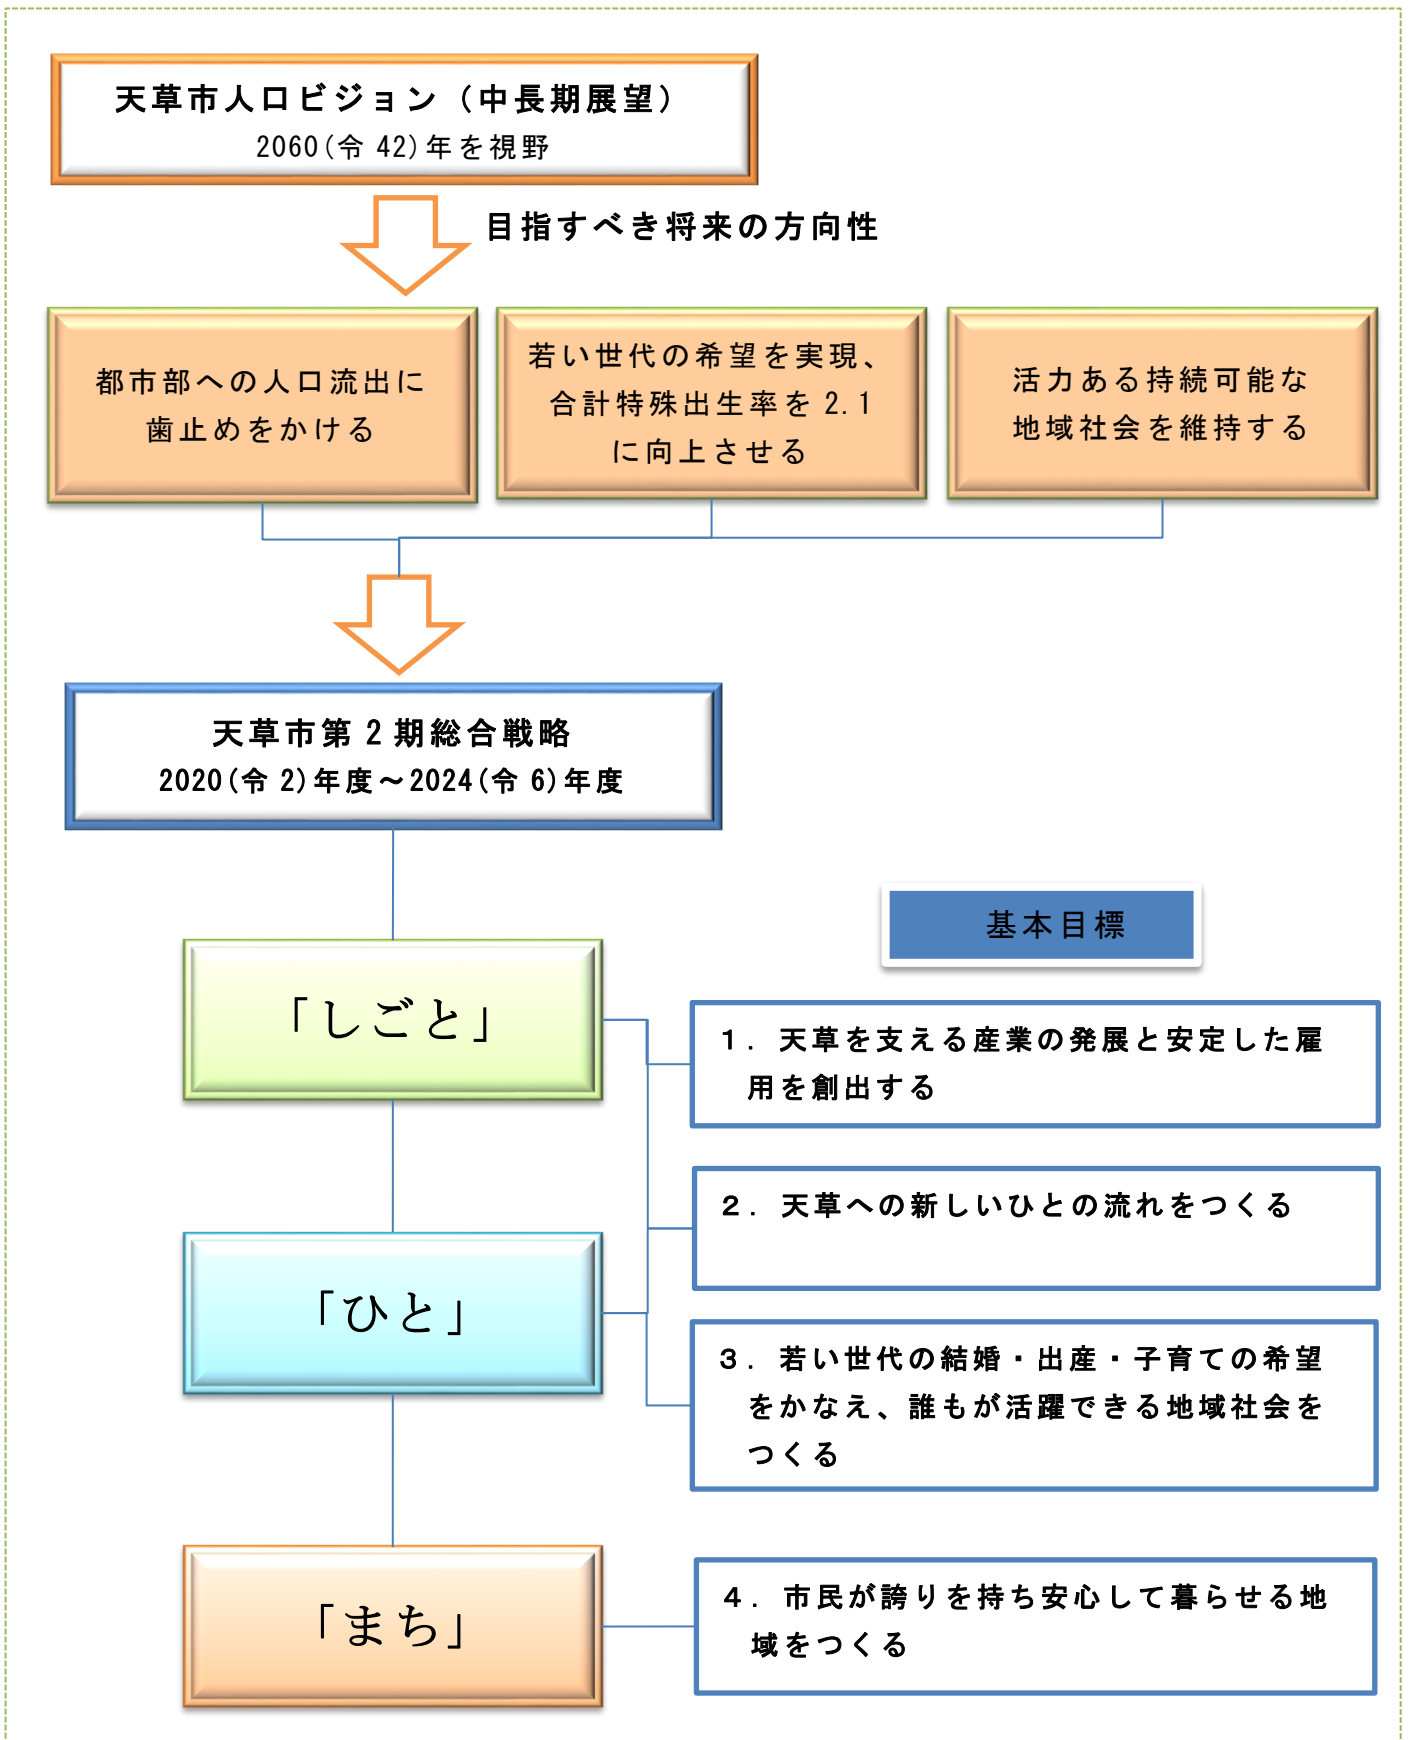 天草市人口ビジョン（中長期展望）
2060(令 42)年を視野
目指すべき将来の方向性
都市部への人口流出に
歯止めをかける
若い世代の希望を実現、
合計特殊出生率を 2.1
に向上させる
活力ある持続可能な
地域社会を維持する
天草市第 2 期総合戦略
2020(令 2)年度～2024(令 6)年度
基本目標
「しごと」
１．天草を支える産業の発展と安定した雇
用を創出する
２．天草への新しいひとの流れをつくる
「ひと」
３．若い世代の結婚・出産・子育ての希望
をかなえ、誰もが活躍できる地域社会を
つくる
「まち」
４．市民が誇りを持ち安心して暮らせる地
域をつくる